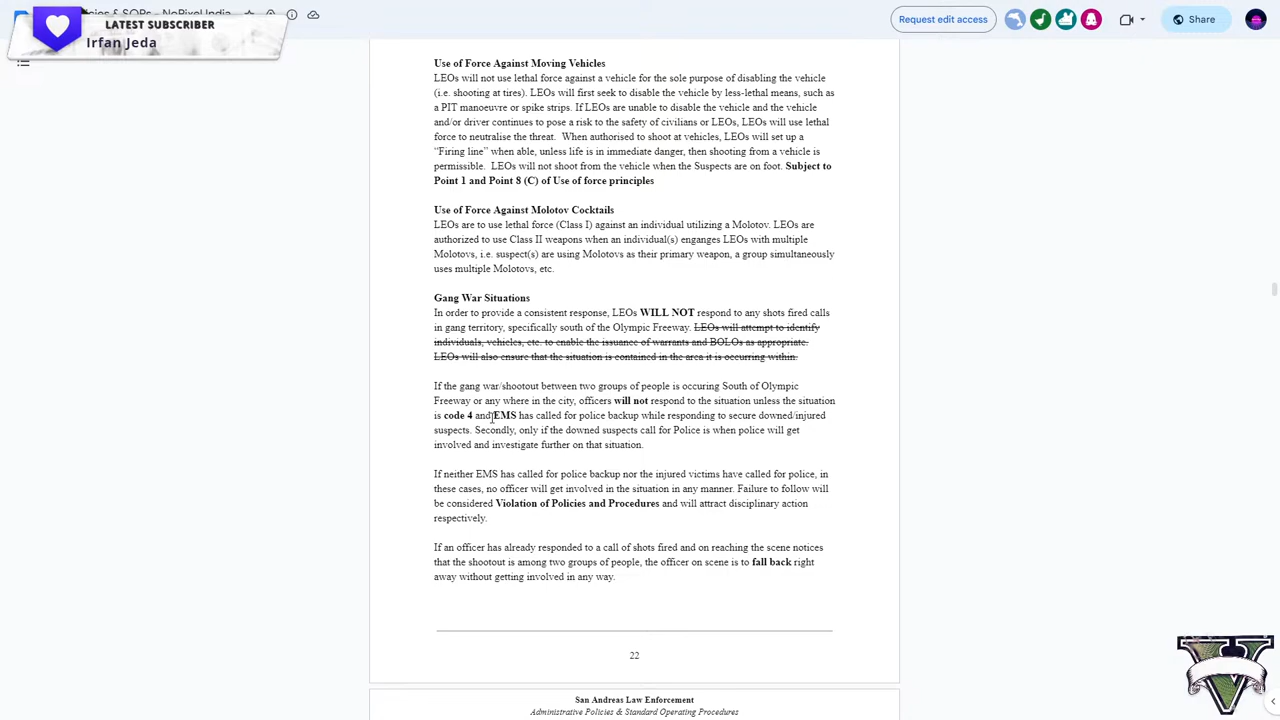 LATEST SUBSCRIBER
Irfan Jeda
& SOPs - NoPixel India
Request edit access
Share
Use of Force Against Moving Vehicles
LEOs will not use lethal force against a vehicle for the sole purpose of disabling the vehicle
(i.e. shooting at tires). LEOs will first seek to disable the vehicle by less-lethal means, such as
a PIT manoeuvre or spike strips. If LEOs are unable to disable the vehicle and the vehicle
and/or driver continues to pose a risk to the safety of civilians or LEOs, LEOs will use lethal
force to neutralise the threat. When authorised to shoot at vehicles, LEOs will set up a
“Firing line” when able, unless life is in immediate danger, then shooting from a vehicle is
permissible. LEOs will not shoot from the vehicle when the Suspects are on foot. Subject to
Point 1 and Point 8 (C) of Use of force principles
Use of Force Against Molotov Cocktails
LEOs are to use lethal force (Class I) against an individual utilizing a Molotov. LEOs are
authorized to use Class II weapons when an individual(s) enganges LEOs with multiple
Molotovs, i.e. suspect(s) are using Molotovs as their primary weapon, a group simultaneously
uses multiple Molotovs, etc.
Gang War Situations
In order to provide a consistent response, LEOs WILL NOT respond to any shots fired calls
in gang territory, specifically south of the Olympic Freeway. LEOs will attempt to identify
individuals, vehicles, etc. to enable the issuance of warrants and BOLOs as appropriate.
LEOs will also ensure that the situation is contained in the area it is occurring within.
If the gang war/shootout between two groups of people is occuring South of Olympic
Freeway or any where in the city, officers will not respond to the situation unless the situation
is code 4 and EMS has called for police backup while responding to secure downed/injured
suspects. Secondly, only if the downed suspects call for Police is when police will get
involved and investigate further on that situation.
If neither EMS has called for police backup nor the injured victims have called for police, in
these cases, no officer will get involved in the situation in any manner. Failure to follow will
be considered Violation of Policies and Procedures and will attract disciplinary action
respectively.
If an officer has already responded to a call of shots fired and on reaching the scene notices
that the shootout is among two groups of people, the officer on scene is to fall back right
away without getting involved in any way.
22
San Andreas Law Enforcement
Administrative Policies & Standard Operating Procedures
V